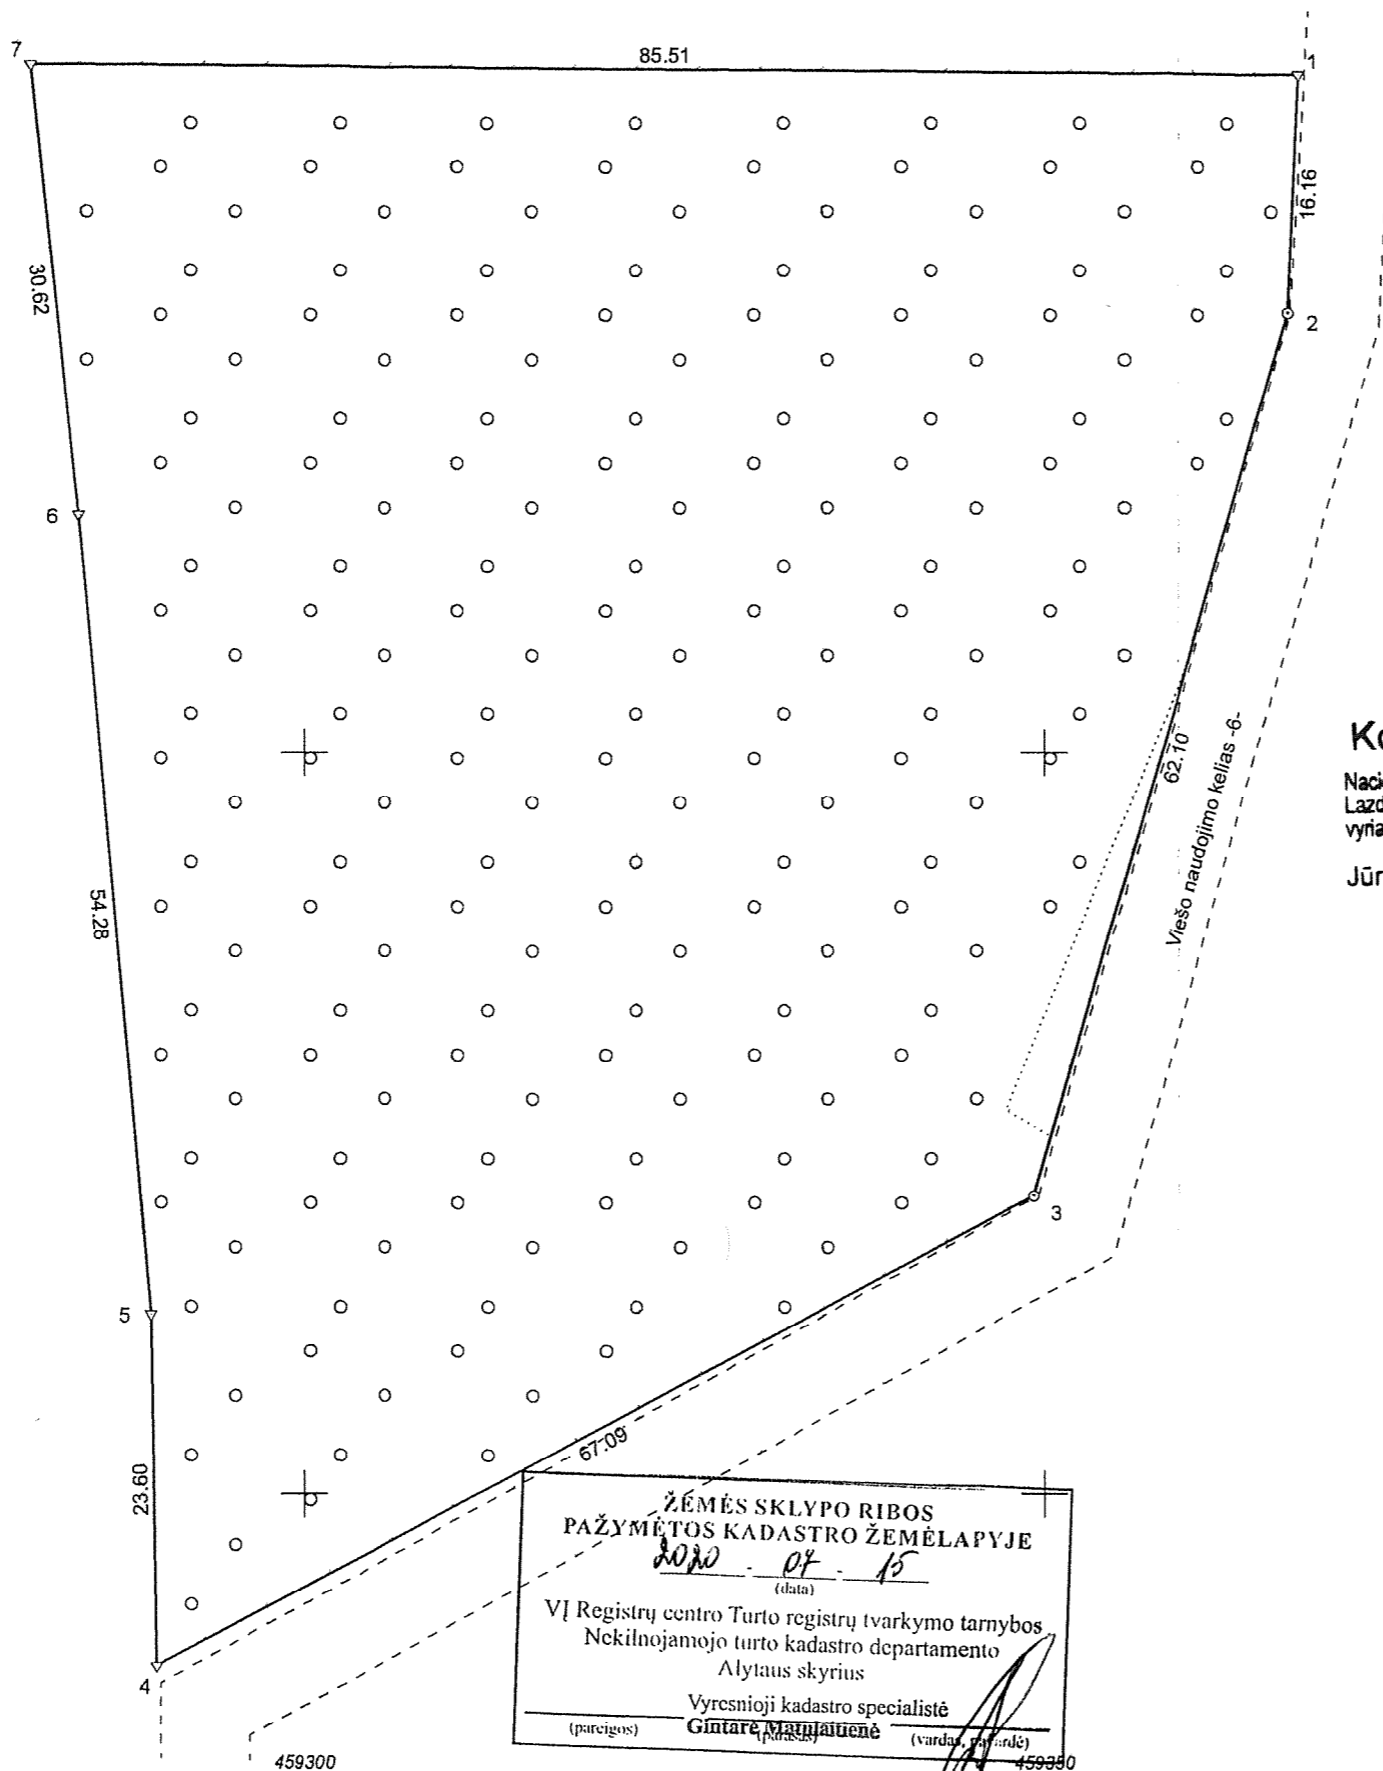 7
85.51
1
16.16
30.62
2
6
62.10
Viešo naudojimo kelias -6-
54.28
3
5
67.09
23.60
4
ŽEMĖS SKLYPO RIBOS
PAŽYMĖTOS KADASTRO ŽEMĖLAPYJE
2020 - 07 - 15
(data)
VĮ Registrų centro Turto registrų tvarkymo tarnybos
Nekilnojamojo turto kadastro departamento
Alytaus skyrius
Vyresnioji kadastro specialistė
Gintarė Matulaitienė
(pareigos) (parašas) (vardas, pavardė)
459300
459350
Jūr